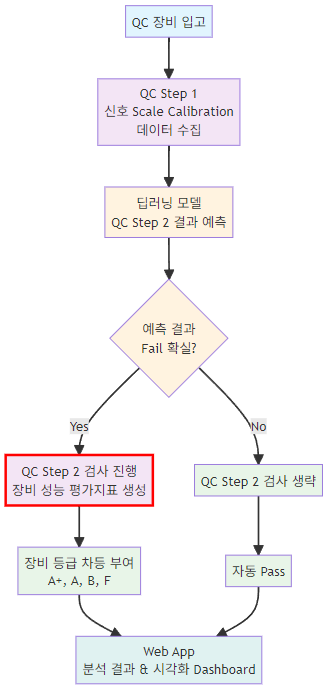 QC 장비 입고
QC Step 1
신호 Scale Calibration
데이터 수집
딥러닝 모델
QC Step 2 결과 예측
예측 결과
Fail 확실?
Yes
No
QC Step 2 검사 진행
장비 성능 평가지표 생성
QC Step 2 검사 생략
장비 등급 차등 부여
A+, A, B, F
자동 Pass
Web App
분석 결과 & 시각화 Dashboard